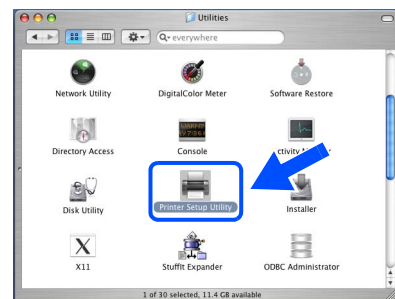 Utilities
everywhere
Network Utility
DigitalColor Meter
Software Restore
Directory Access
Console
ctivity M
Disk Utility
Printer Setup Utility
Installer
X11
StuffIt Expander
ODBC Administrator
1 of 30 selected, 11.4 GB available